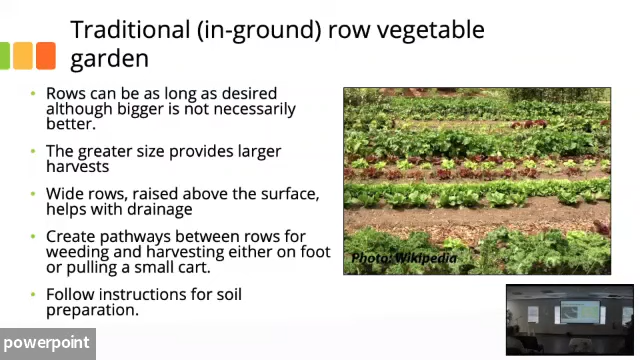 Traditional (in-ground) row vegetable
garden
• Rows can be as long as desired
although bigger is not necessarily
better.
• The greater size provides larger
harvests
• Wide rows, raised above the surface,
helps with drainage
• Create pathways between rows for
weeding and harvesting either on foot
or pulling a small cart.
• Follow instructions for soil
preparation.
Photo: Wikipedia
powerpoint